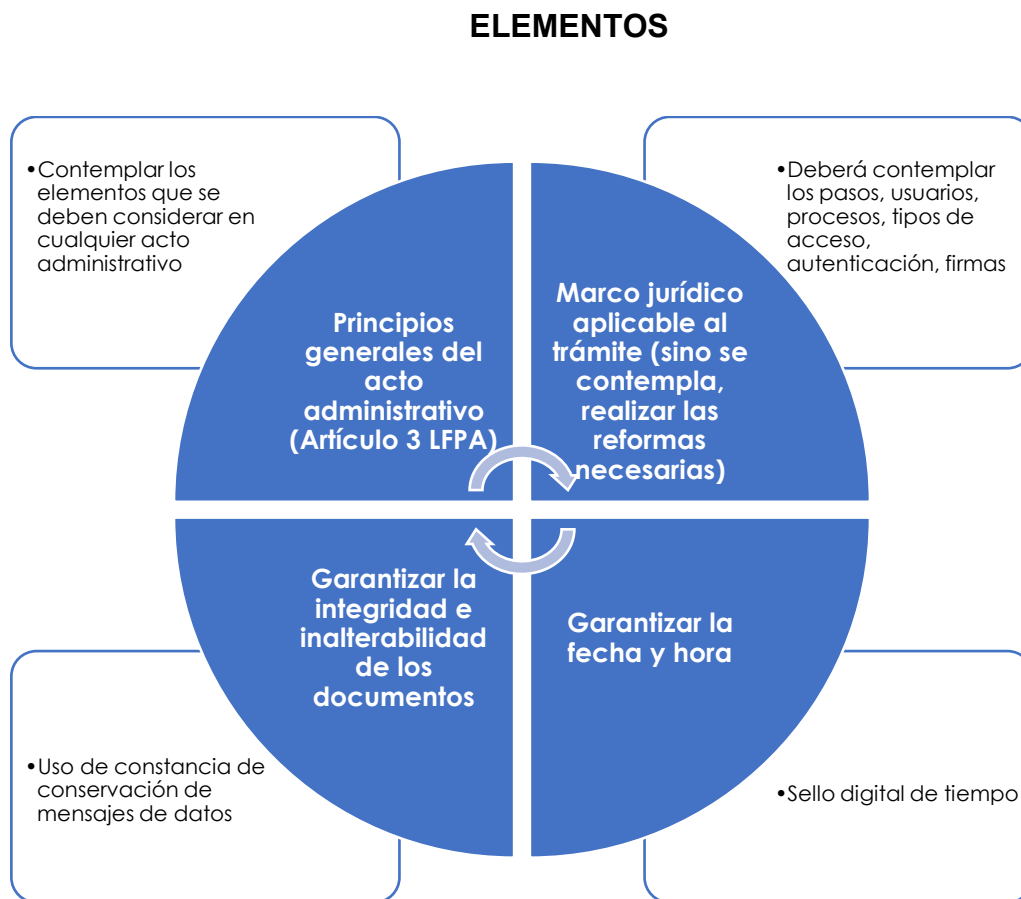 ELEMENTOS
•Contemplar los
elementos que se
deben considerar en
cualquier acto
administrativo
•Deberá contemplar
los pasos, usuarios,
procesos, tipos de
acceso,
autenticación, firmas
Principios
generales del
acto
administrativo
(Artículo 3 LFPA)
Marco jurídico
aplicable al
trámite (sino se
contempla,
realizar las
reformas
necesarias)
Garantizar la
integridad e
inalterabilidad
de los
documentos
Garantizar la
fecha y hora
•Uso de constancia de
conservación de
mensajes de datos
•Sello digital de tiempo